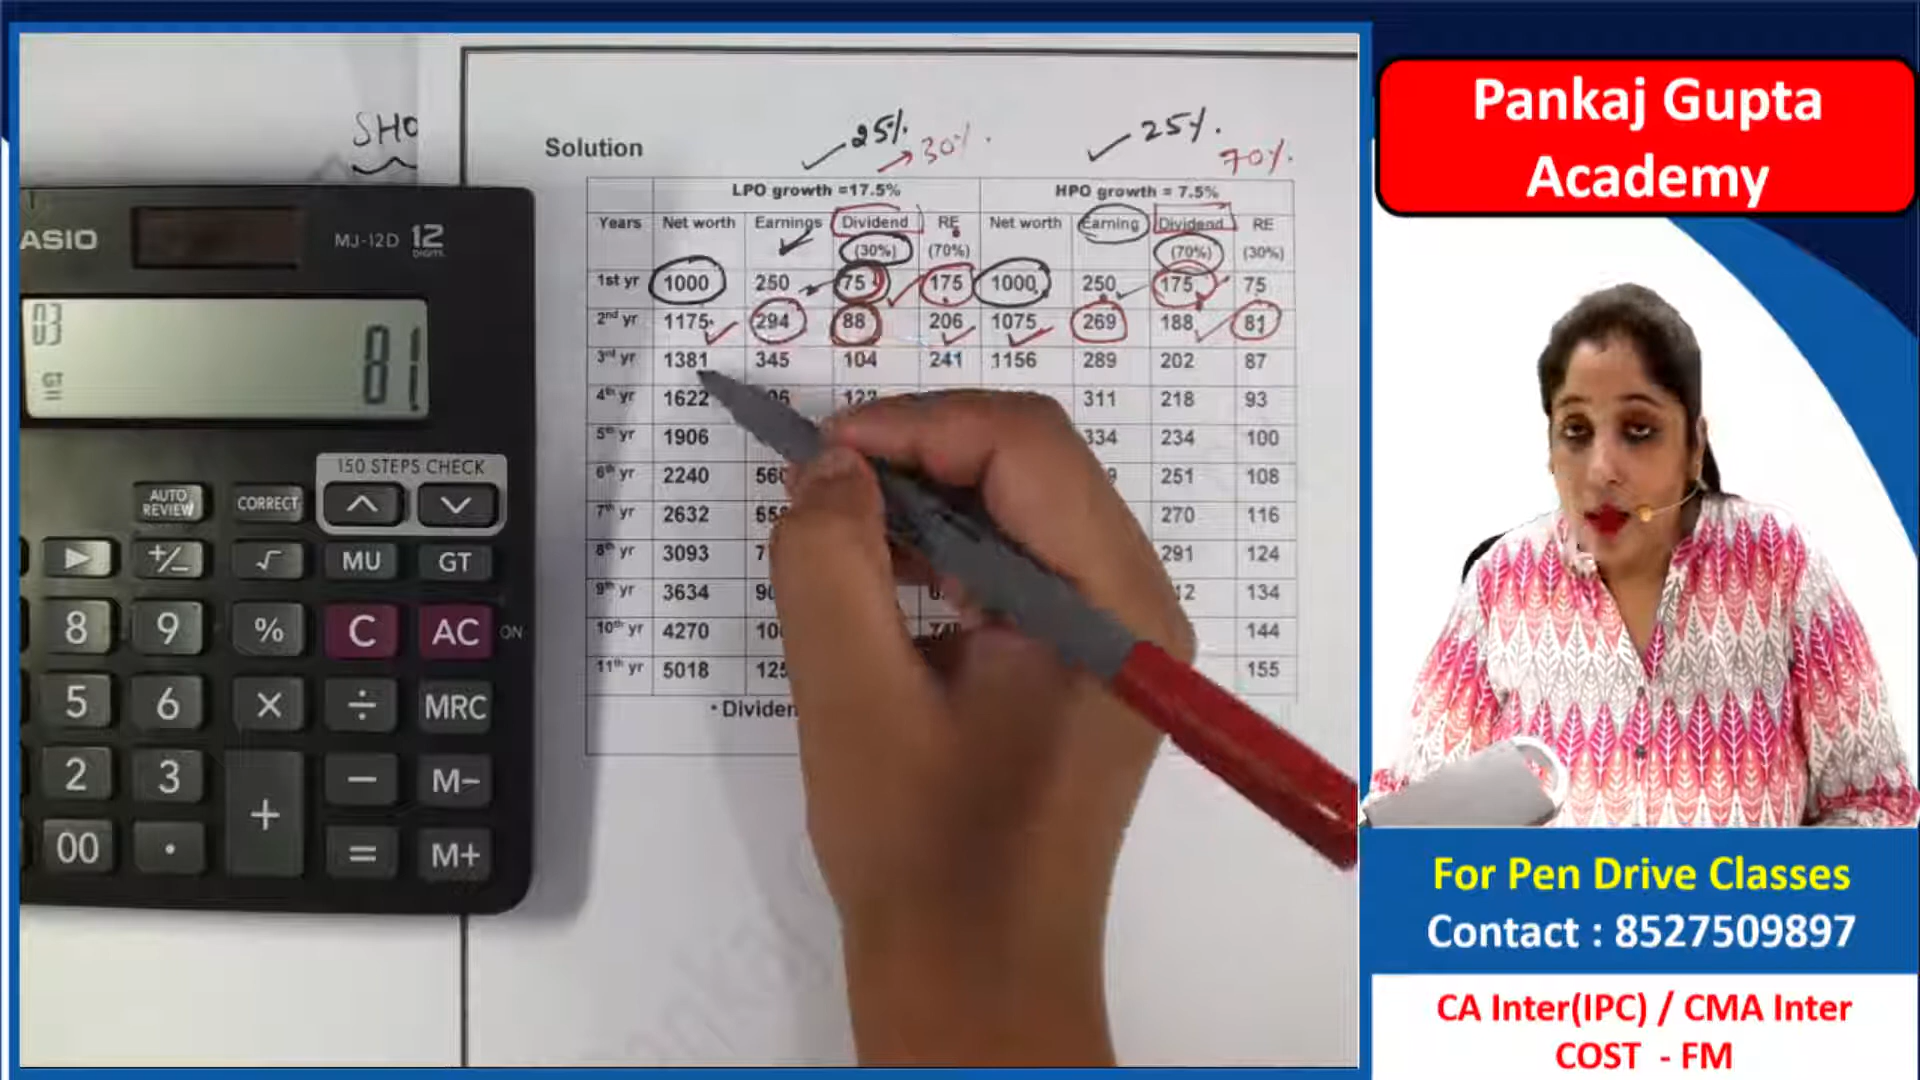 Pankaj Gupta
Academy
SHO
Solution
25%.
30%.
25%.
70%.
LPO growth =17.5% HPO growth = 7.5%
Years Net worth Earnings Dividend RE Net worth Earning Dividend RE
(30%) (70%) (70%) (30%)
1st yr 1000 250 75 175 1000 250 175 75
2nd yr 1175 294 88 206 1075 269 188 81
3rd yr 1381 345 104 241 1156 289 202 87
4th yr 1622 311 218 93
5th yr 1906 334 234 100
6th yr 2240 560 251 108
7th yr 2632 270 116
8th yr 3093 291 124
9th yr 3634 134
10th yr 4270 144
11th yr 5018 155
• Dividen
ASIO MJ-12D 12
DIGITS
03
GT
=
81.
150 STEPS CHECK
AUTO REVIEW CORRECT
+/− √ MU GT
8 9 % C AC ON
5 6 × ÷ MRC
2 3 + − M−
00 . = M+
For Pen Drive Classes
Contact : 8527509897
CA Inter(IPC) / CMA Inter
COST - FM